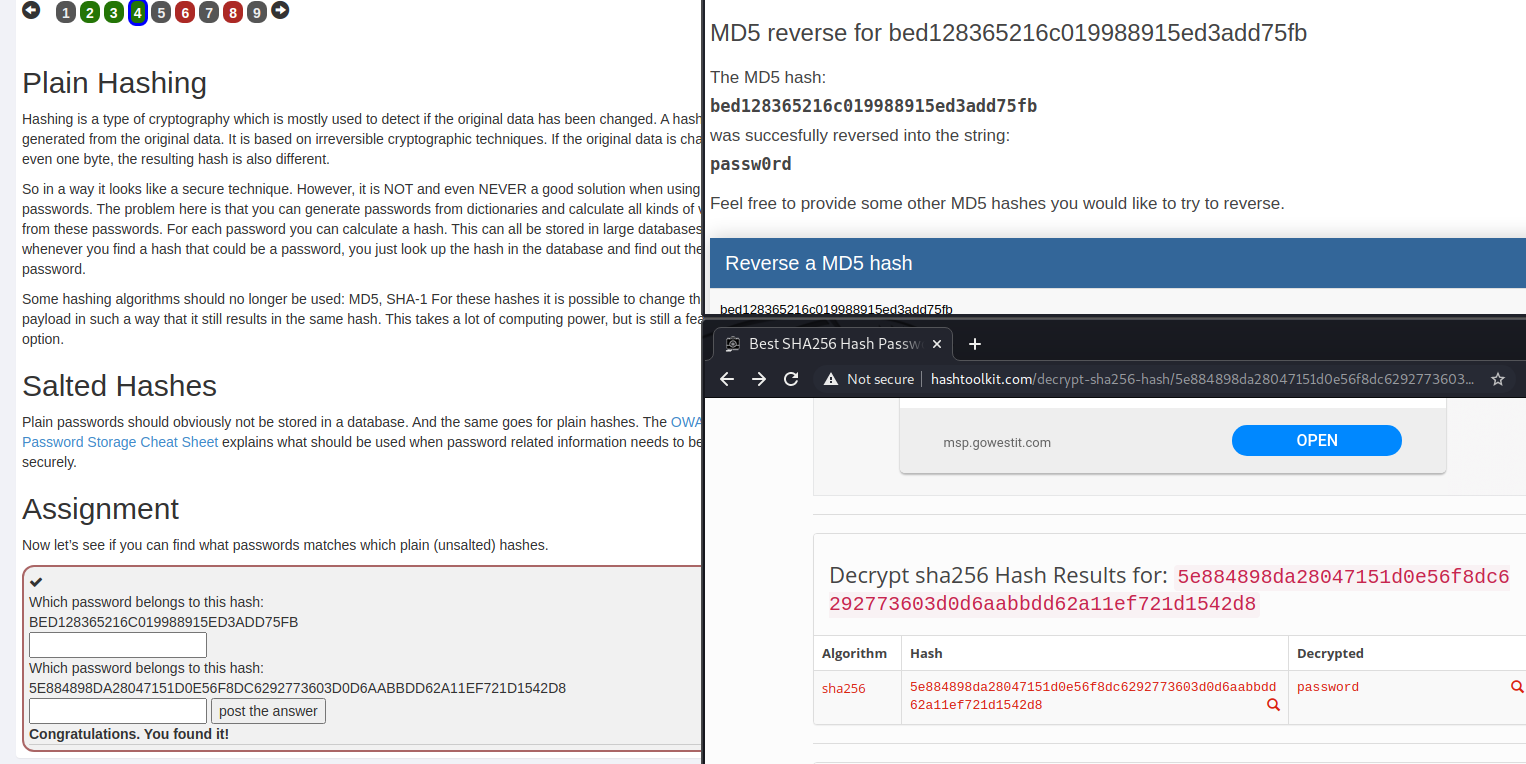 1 2 3 4 5 6 7 8 9
Plain Hashing
Hashing is a type of cryptography which is mostly used to detect if the original data has been changed. A hash
generated from the original data. It is based on irreversible cryptographic techniques. If the original data is cha
even one byte, the resulting hash is also different.
So in a way it looks like a secure technique. However, it is NOT and even NEVER a good solution when using
passwords. The problem here is that you can generate passwords from dictionaries and calculate all kinds of v
from these passwords. For each password you can calculate a hash. This can all be stored in large databases
whenever you find a hash that could be a password, you just look up the hash in the database and find out the
password.
Some hashing algorithms should no longer be used: MD5, SHA-1 For these hashes it is possible to change th
payload in such a way that it still results in the same hash. This takes a lot of computing power, but is still a fea
option.
Salted Hashes
Plain passwords should obviously not be stored in a database. And the same goes for plain hashes. The OWA
Password Storage Cheat Sheet explains what should be used when password related information needs to be
securely.
Assignment
Now let's see if you can find what passwords matches which plain (unsalted) hashes.
Which password belongs to this hash:
BED128365216C019988915ED3ADD75FB
Which password belongs to this hash:
5E884898DA28047151D0E56F8DC6292773603D0D6AABBDD62A11EF721D1542D8
post the answer
Congratulations. You found it!
MD5 reverse for bed128365216c019988915ed3add75fb
The MD5 hash:
bed128365216c019988915ed3add75fb
was succesfully reversed into the string:
passw0rd
Feel free to provide some other MD5 hashes you would like to try to reverse.
Reverse a MD5 hash
bed128365216c019988915ed3add75fb
Best SHA256 Hash Passw
Not secure hashtoolkit.com/decrypt-sha256-hash/5e884898da28047151d0e56f8dc6292773603...
msp.gowestit.com OPEN
Decrypt sha256 Hash Results for: 5e884898da28047151d0e56f8dc6
292773603d0d6aabbdd62a11ef721d1542d8
Algorithm Hash Decrypted
sha256 5e884898da28047151d0e56f8dc6292773603d0d6aabbdd password
62a11ef721d1542d8